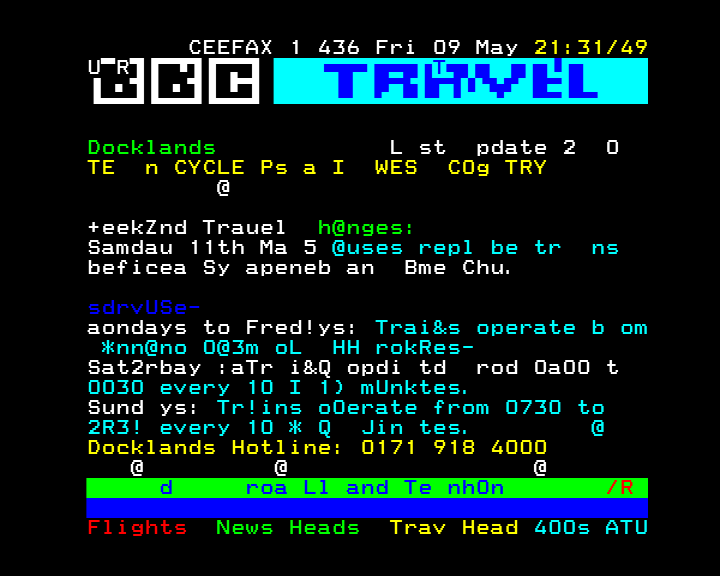 CEEFAX 1 436 Fri 09 May 21:31/49
U R T
BBC TRAVEL
Docklands L st pdate 2 O
TE n CYCLE Ps a I WES COg TRY
@
+eekZnd Trauel h@nges:
Samdau 11th Ma 5 @uses repl be tr ns
beficea Sy apeneb an Bme Chu.
sdrvUSe-
aondays to Fred!ys: Trai&s operate b om
*nn@no O@3m oL HH rokRes-
Sat2rbay :aTr i&Q opdi td rod 0a00 t
0030 every 10 I 1) mUnktes.
Sund ys: Tr!ins oOerate from 0730 to
2R3! every 10 * Q Jin tes. @
Docklands Hotline: 0171 918 4000
@ @ @
d roa Ll and Te nhOn /R
Flights News Heads Trav Head 400s ATU